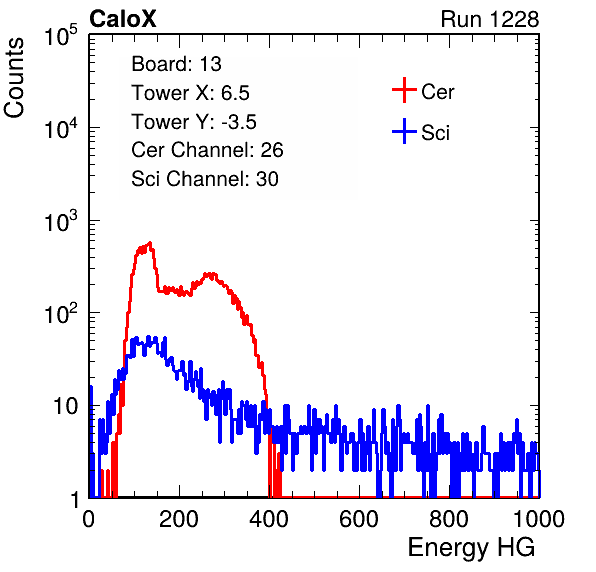 CaloX Run 1228
10^5
Counts
Board: 13
Tower X: 6.5
Tower Y: -3.5
Cer Channel: 26
Sci Channel: 30
Cer
Sci
10^4
10^3
10^2
10
1
0 200 400 600 800 1000
Energy HG